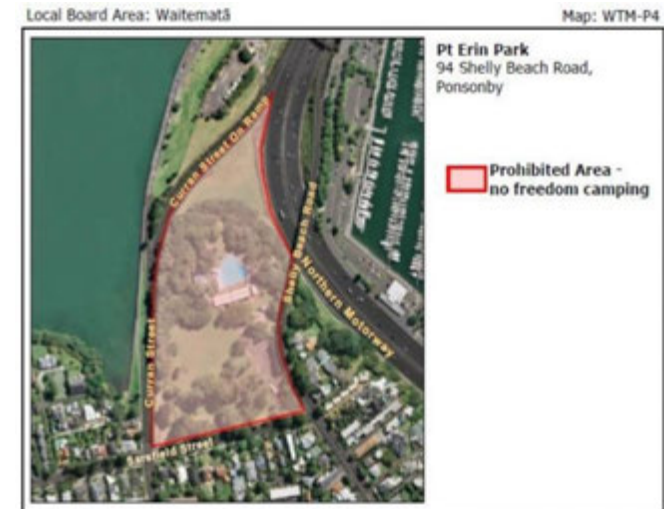 Local Board Area: Waitematā
Map: WTM-P4
Pt Erin Park
94 Shelly Beach Road,
Ponsonby
Prohibited Area -
no freedom camping
Curran Street On Ramp
Shelly Beach Road
Northern Motorway
Curran Street
Sarsfield Street